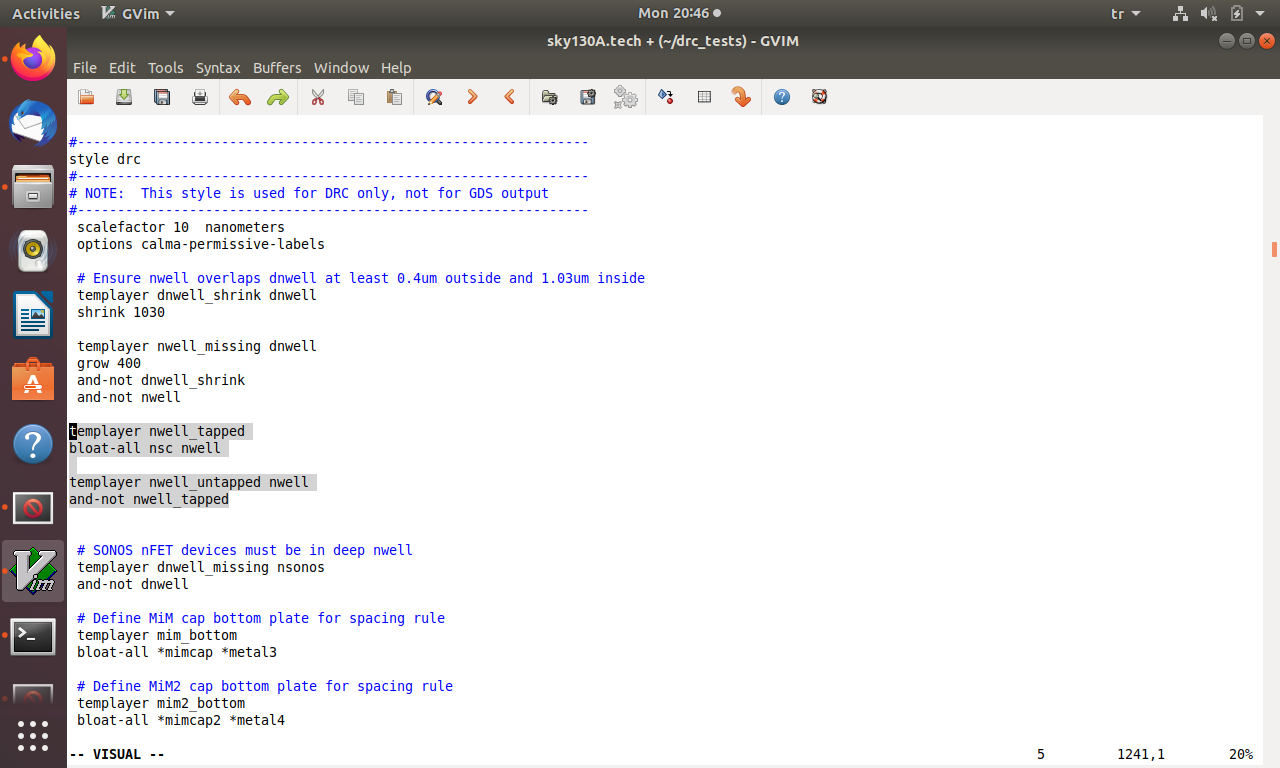 Activities GVim Mon 20:46 tr
sky130A.tech + (~/drc_tests) - GVIM
File Edit Tools Syntax Buffers Window Help
#----------------------------------------------------------------
style drc
#----------------------------------------------------------------
# NOTE:  This style is used for DRC only, not for GDS output
#----------------------------------------------------------------
scalefactor 10  nanometers
options calma-permissive-labels
# Ensure nwell overlaps dnwell at least 0.4um outside and 1.03um inside
templayer dnwell_shrink dnwell
shrink 1030
templayer nwell_missing dnwell
grow 400
and-not dnwell_shrink
and-not nwell
templayer nwell_tapped
bloat-all nsc nwell
templayer nwell_untapped nwell
and-not nwell_tapped
# SONOS nFET devices must be in deep nwell
templayer dnwell_missing nsonos
and-not dnwell
# Define MiM cap bottom plate for spacing rule
templayer mim_bottom
bloat-all *mimcap *metal3
# Define MiM2 cap bottom plate for spacing rule
templayer mim2_bottom
bloat-all *mimcap2 *metal4
-- VISUAL -- 5 1241,1 20%